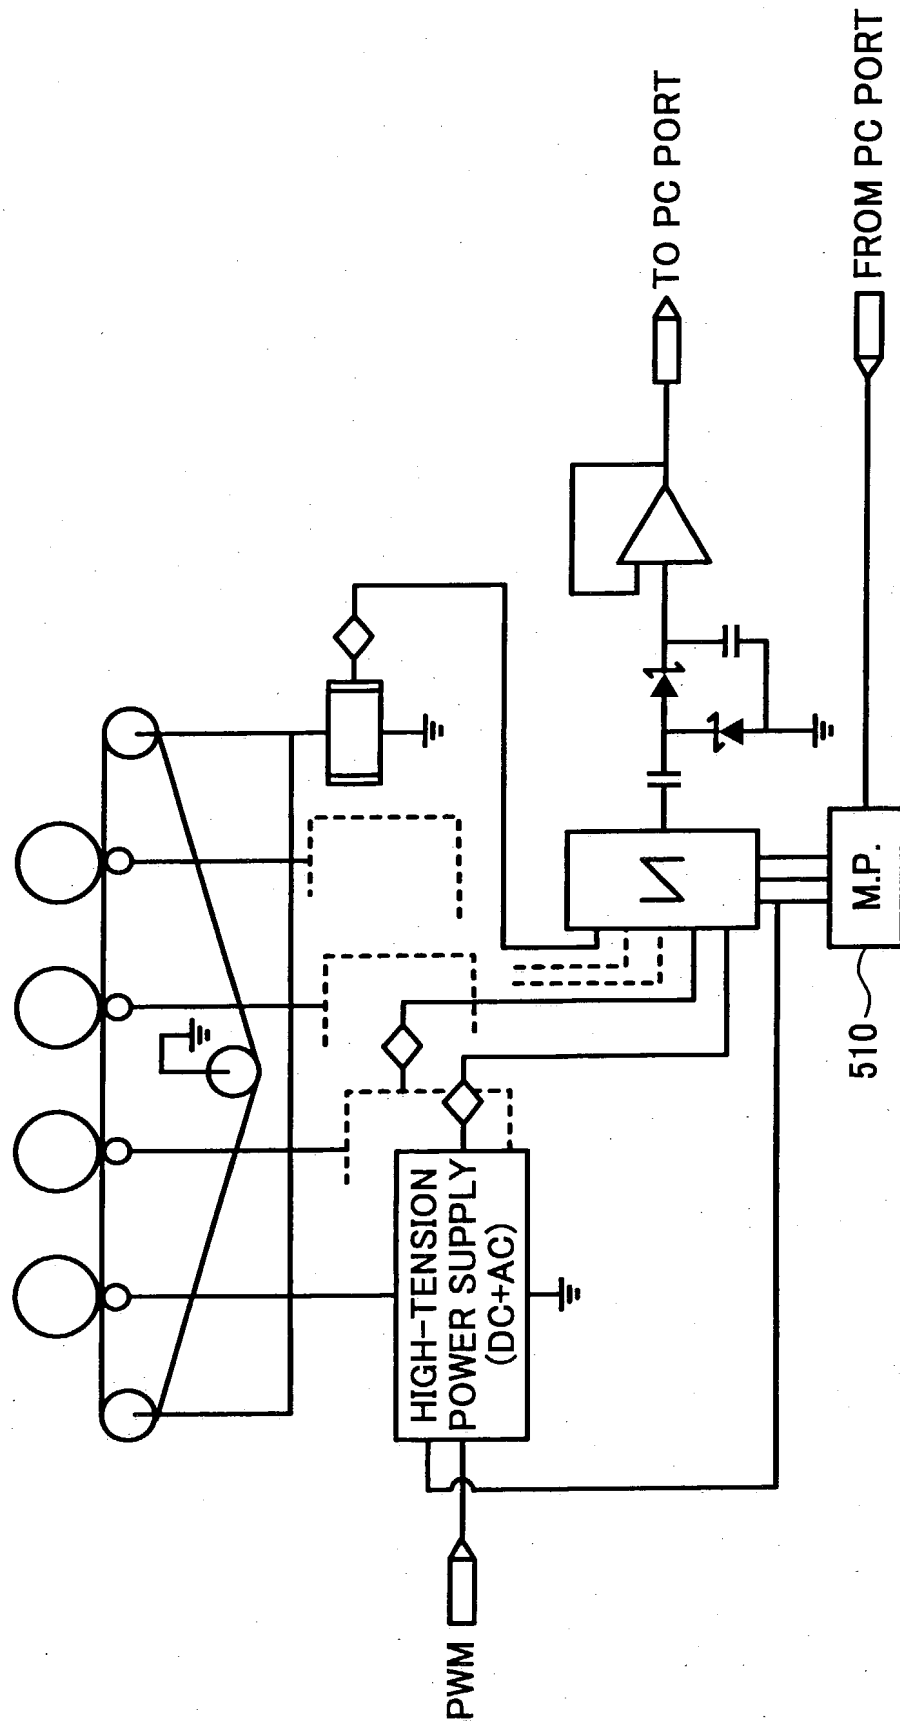 TO PC PORT
FROM PC PORT
HIGH-TENSION
POWER SUPPLY
(DC+AC)
PWM
M.P.
510